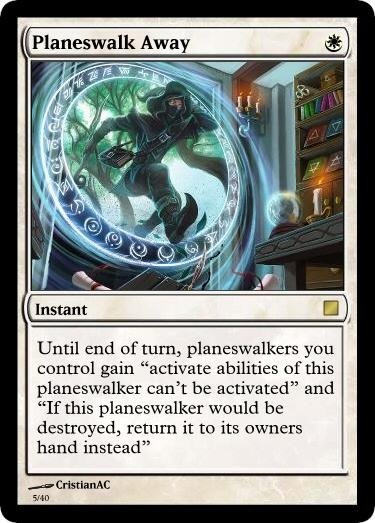 Planeswalk Away
Instant
Until end of turn, planeswalkers you
control gain “activate abilities of this
planeswalker can’t be activated” and
“If this planeswalker would be
destroyed, return it to its owners
hand instead”
CristianAC
5/40